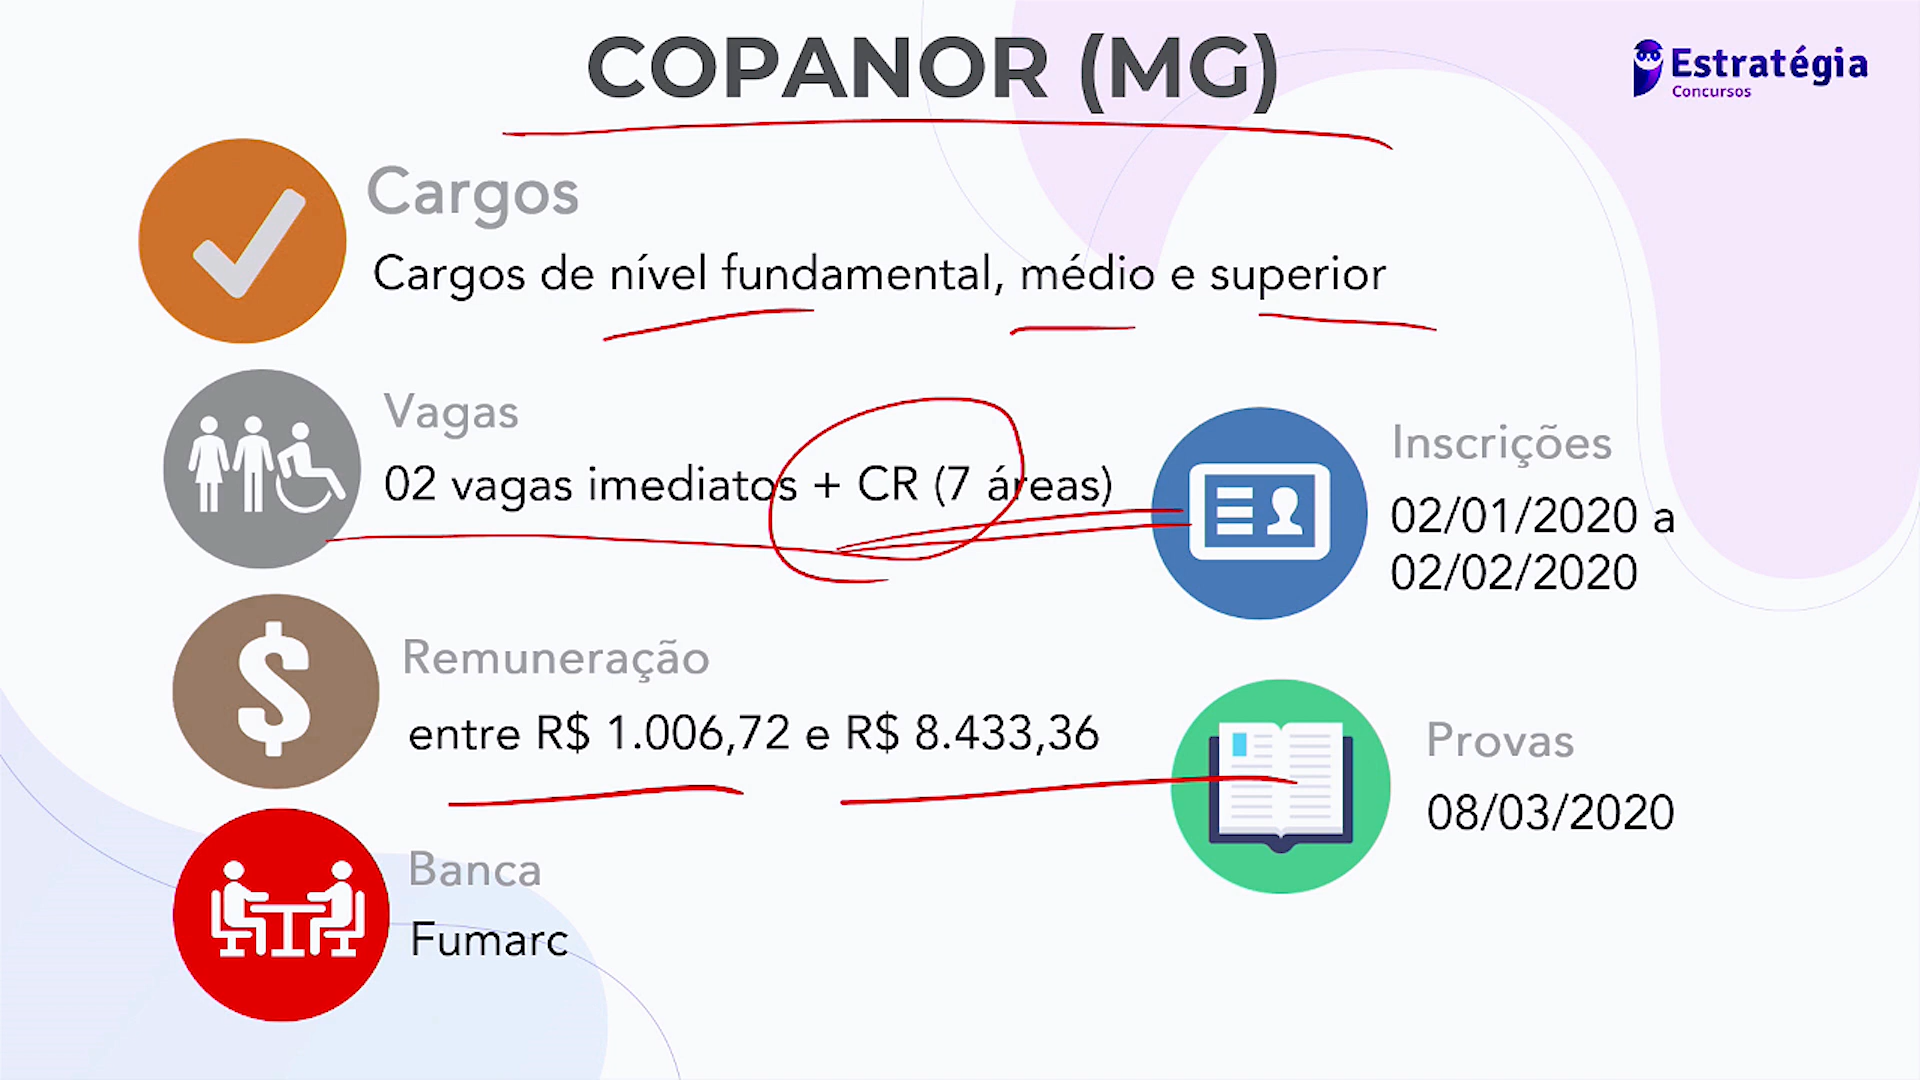 COPANOR (MG)
Estratégia
Concursos
Cargos
Cargos de nível fundamental, médio e superior
Vagas
02 vagas imediatos + CR (7 áreas)
Inscrições
02/01/2020 a
02/02/2020
Remuneração
entre R$ 1.006,72 e R$ 8.433,36
Provas
08/03/2020
Banca
Fumarc